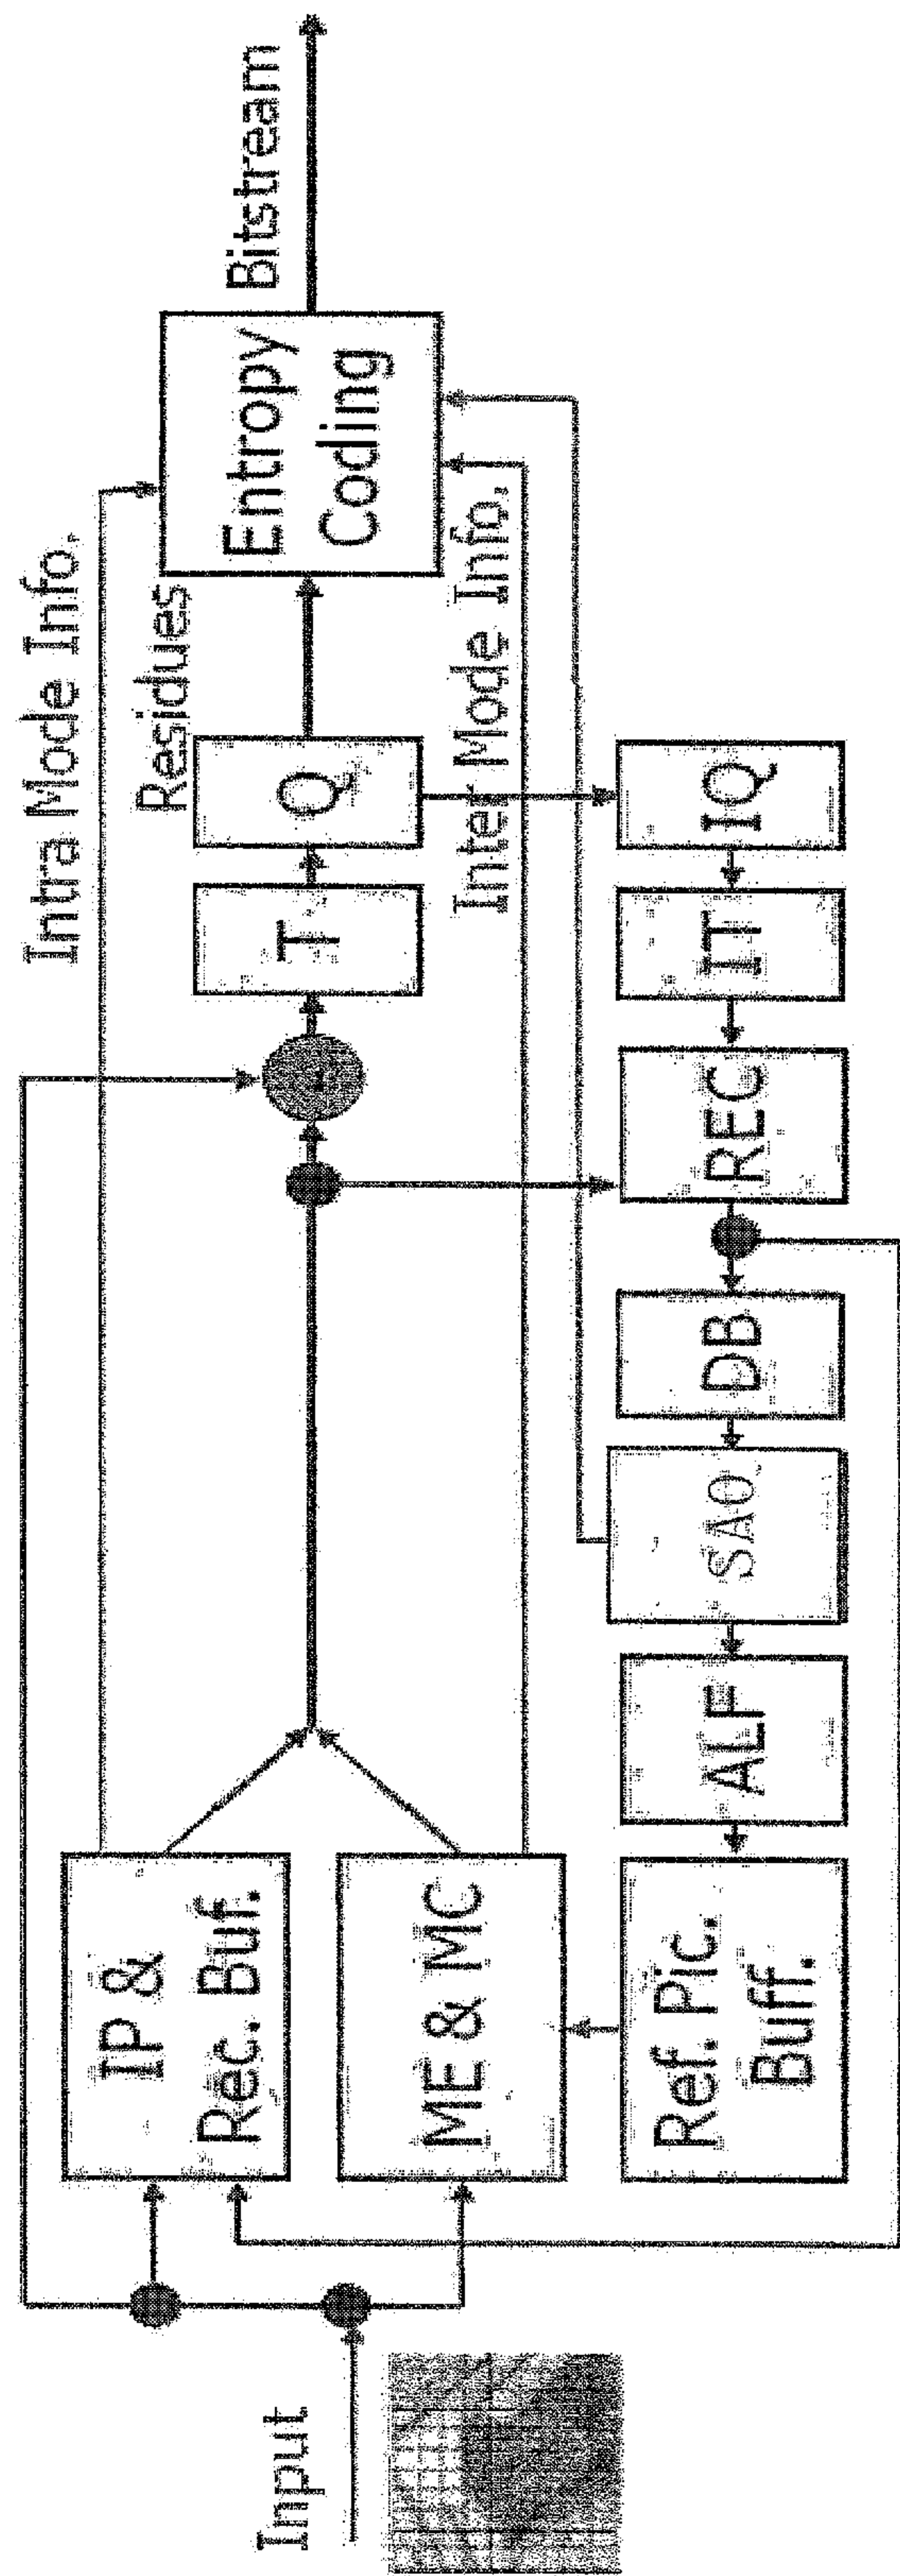 Input
IP &
Rec. Buf.
ME & MC
Ref. Pic.
Buff.
ALF
SAO
DB
REC
IT
IQ
-
T
Q
Intra Mode Info.
Residues
Inter Mode Info.
Entropy
Coding
Bitstream